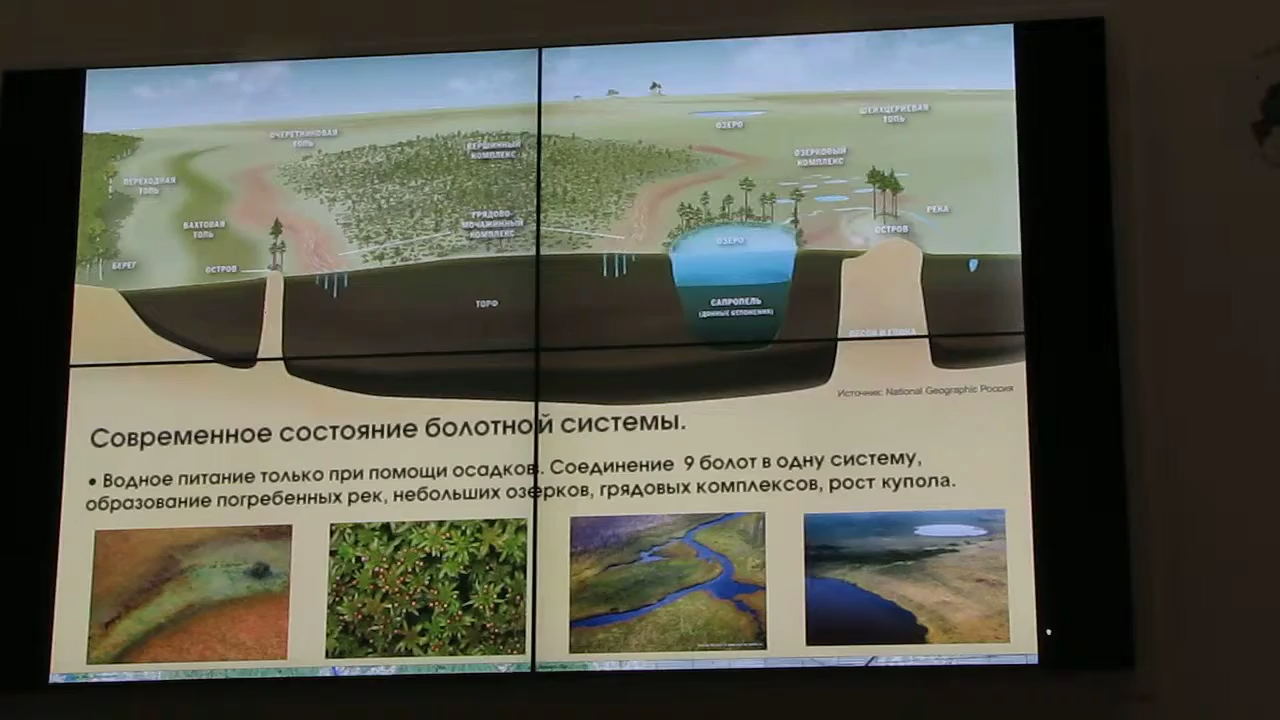 ШЕЙХЦЕРИЕВАЯ
ТОПЬ
ОЗЕРО
ОЧЕРЕТНИКОВАЯ
ТОПЬ
ВЕРШИННЫЙ
КОМПЛЕКС
ОЗЕРКОВЫЙ
КОМПЛЕКС
ПЕРЕХОДНАЯ
ТОПЬ
ВАХТОВАЯ
ТОПЬ
ГРЯДОВО-
МОЧАЖИННЫЙ
КОМПЛЕКС
РЕКА
ОСТРОВ
ОЗЕРО
БЕРЕГ
ОСТРОВ
ТОРФ
САПРОПЕЛЬ
(ДОННЫЕ ОТЛОЖЕНИЯ)
Источник: National Geographic Россия
Современное состояние болотной системы.
• Водное питание только при помощи осадков. Соединение 9 болот в одну систему,
образование погребенных рек, небольших озерков, грядовых комплексов, рост купола.